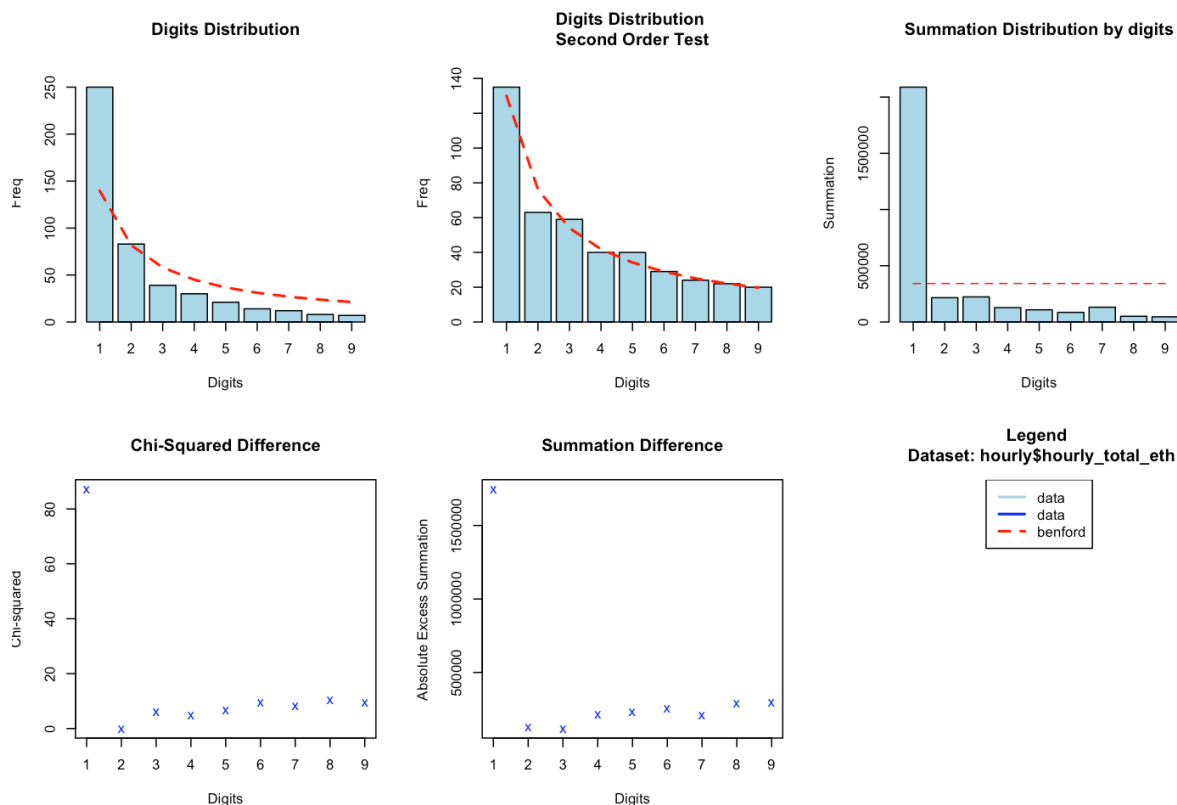 Digits Distribution
250
200
150
100
50
0
Freq
1 2 3 4 5 6 7 8 9
Digits
Digits Distribution
Second Order Test
140
120
100
80
60
40
20
0
Freq
1 2 3 4 5 6 7 8 9
Digits
Summation Distribution by digits
1500000
500000
0
Summation
1 2 3 4 5 6 7 8 9
Digits
Chi-Squared Difference
80
60
40
20
0
Chi-squared
x x x x x x x x x
1 2 3 4 5 6 7 8 9
Digits
Summation Difference
1500000
1000000
500000
Absolute Excess Summation
x x x x x x x x x
1 2 3 4 5 6 7 8 9
Digits
Legend
Dataset: hourly$hourly_total_eth
data
data
benford